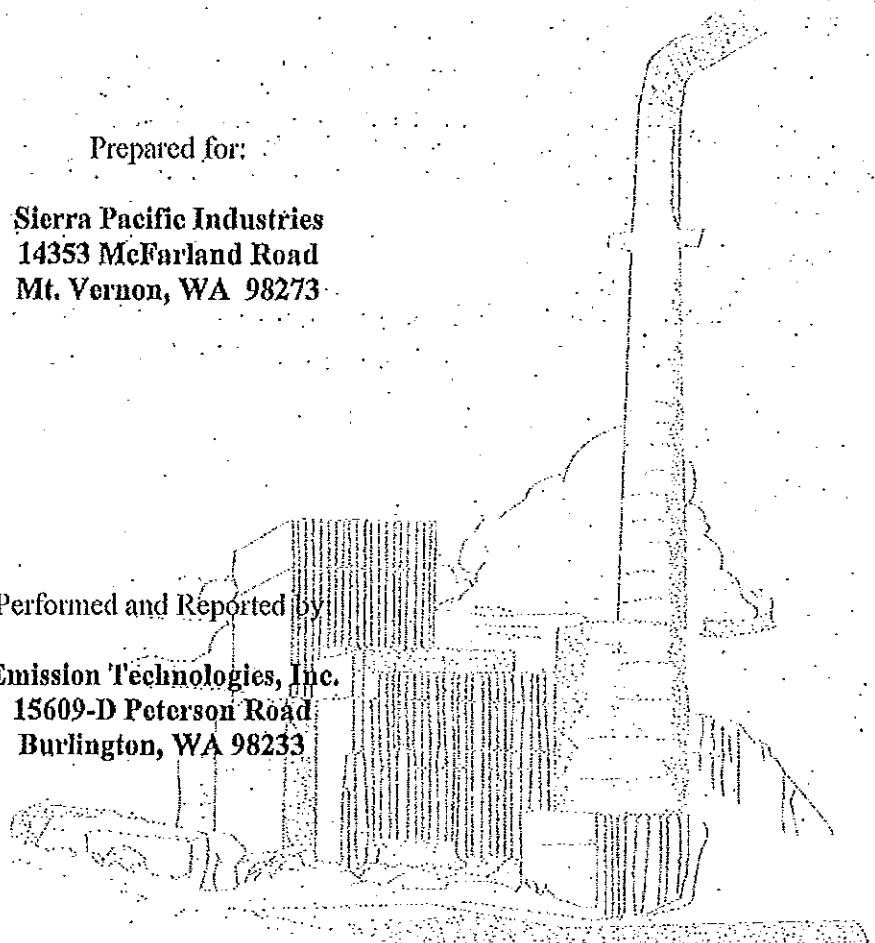 Prepared for:
Sierra Pacific Industries
14353 McFarland Road
Mt. Vernon, WA 98273
Performed and Reported by:
Emission Technologies, Inc.
15609-D Peterson Road
Burlington, WA 98233